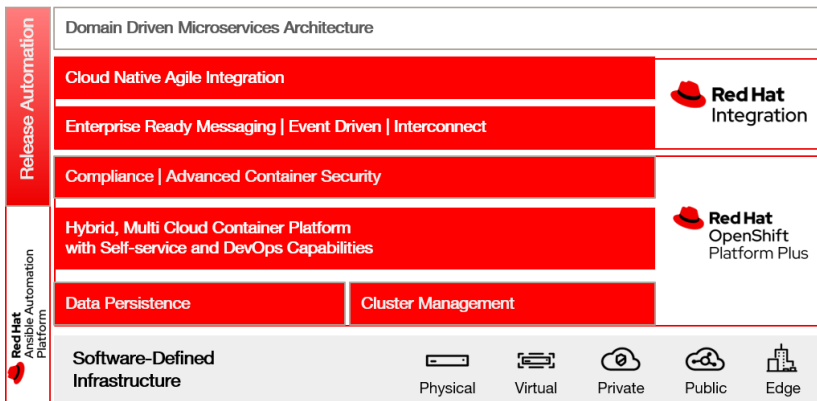 Release Automation
Domain Driven Microservices Architecture
Cloud Native Agile Integration
Enterprise Ready Messaging | Event Driven | Interconnect
Red Hat
Integration
Compliance | Advanced Container Security
Hybrid, Multi Cloud Container Platform
with Self-service and DevOps Capabilities
Red Hat
OpenShift
Platform Plus
Data Persistence
Cluster Management
Red Hat
Ansible Automation
Platform
Software-Defined
Infrastructure
Physical
Virtual
Private
Public
Edge